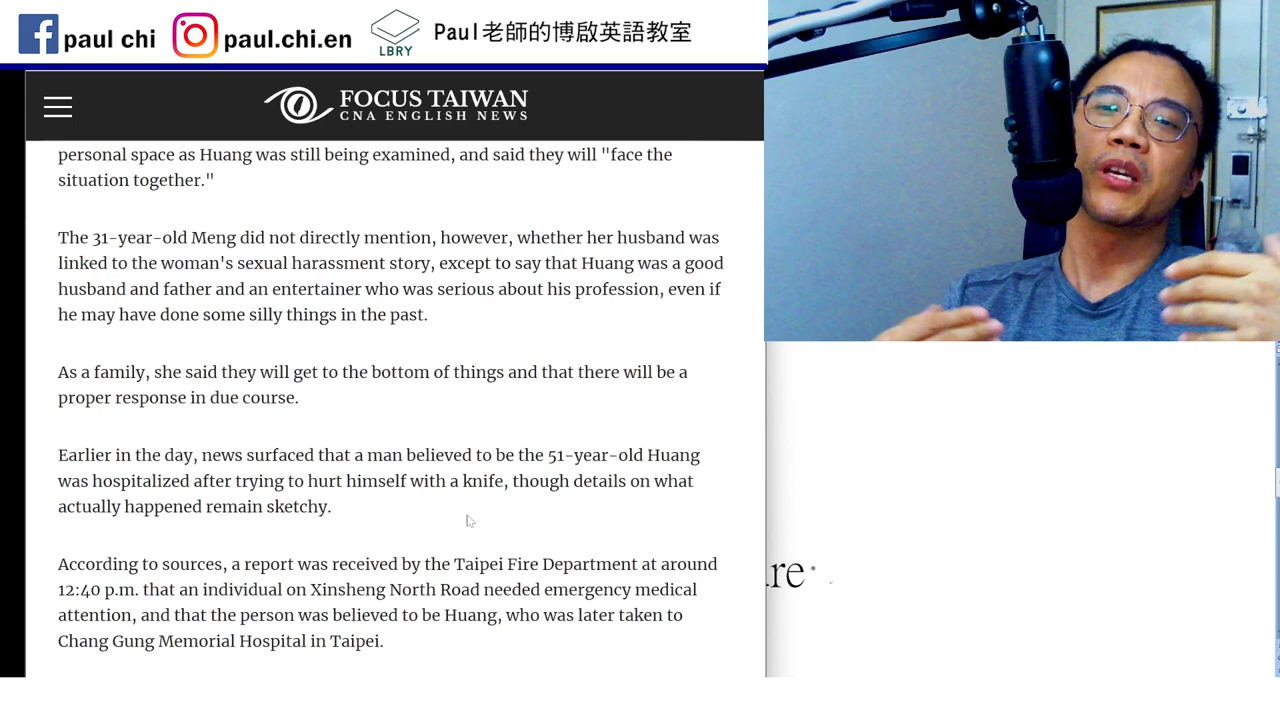 paul chi
paul.chi.en
LBRY
Paul老師的博啟英語教室
FOCUS TAIWAN
CNA ENGLISH NEWS
personal space as Huang was still being examined, and said they will "face the
situation together."
The 31-year-old Meng did not directly mention, however, whether her husband was
linked to the woman's sexual harassment story, except to say that Huang was a good
husband and father and an entertainer who was serious about his profession, even if
he may have done some silly things in the past.
As a family, she said they will get to the bottom of things and that there will be a
proper response in due course.
Earlier in the day, news surfaced that a man believed to be the 51-year-old Huang
was hospitalized after trying to hurt himself with a knife, though details on what
actually happened remain sketchy.
According to sources, a report was received by the Taipei Fire Department at around
12:40 p.m. that an individual on Xinsheng North Road needed emergency medical
attention, and that the person was believed to be Huang, who was later taken to
Chang Gung Memorial Hospital in Taipei.